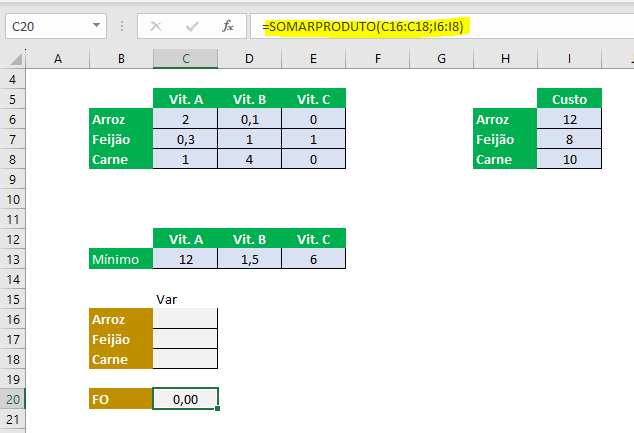 C20 fx =SOMARPRODUTO(C16:C18;I6:I8)
A B C D E F G H I
4
5 Vit. A Vit. B Vit. C Custo
6 Arroz 2 0,1 0 Arroz 12
7 Feijão 0,3 1 1 Feijão 8
8 Carne 1 4 0 Carne 10
9
10
11
12 Vit. A Vit. B Vit. C
13 Mínimo 12 1,5 6
14
15 Var
16 Arroz
17 Feijão
18 Carne
19
20 FO 0,00
21